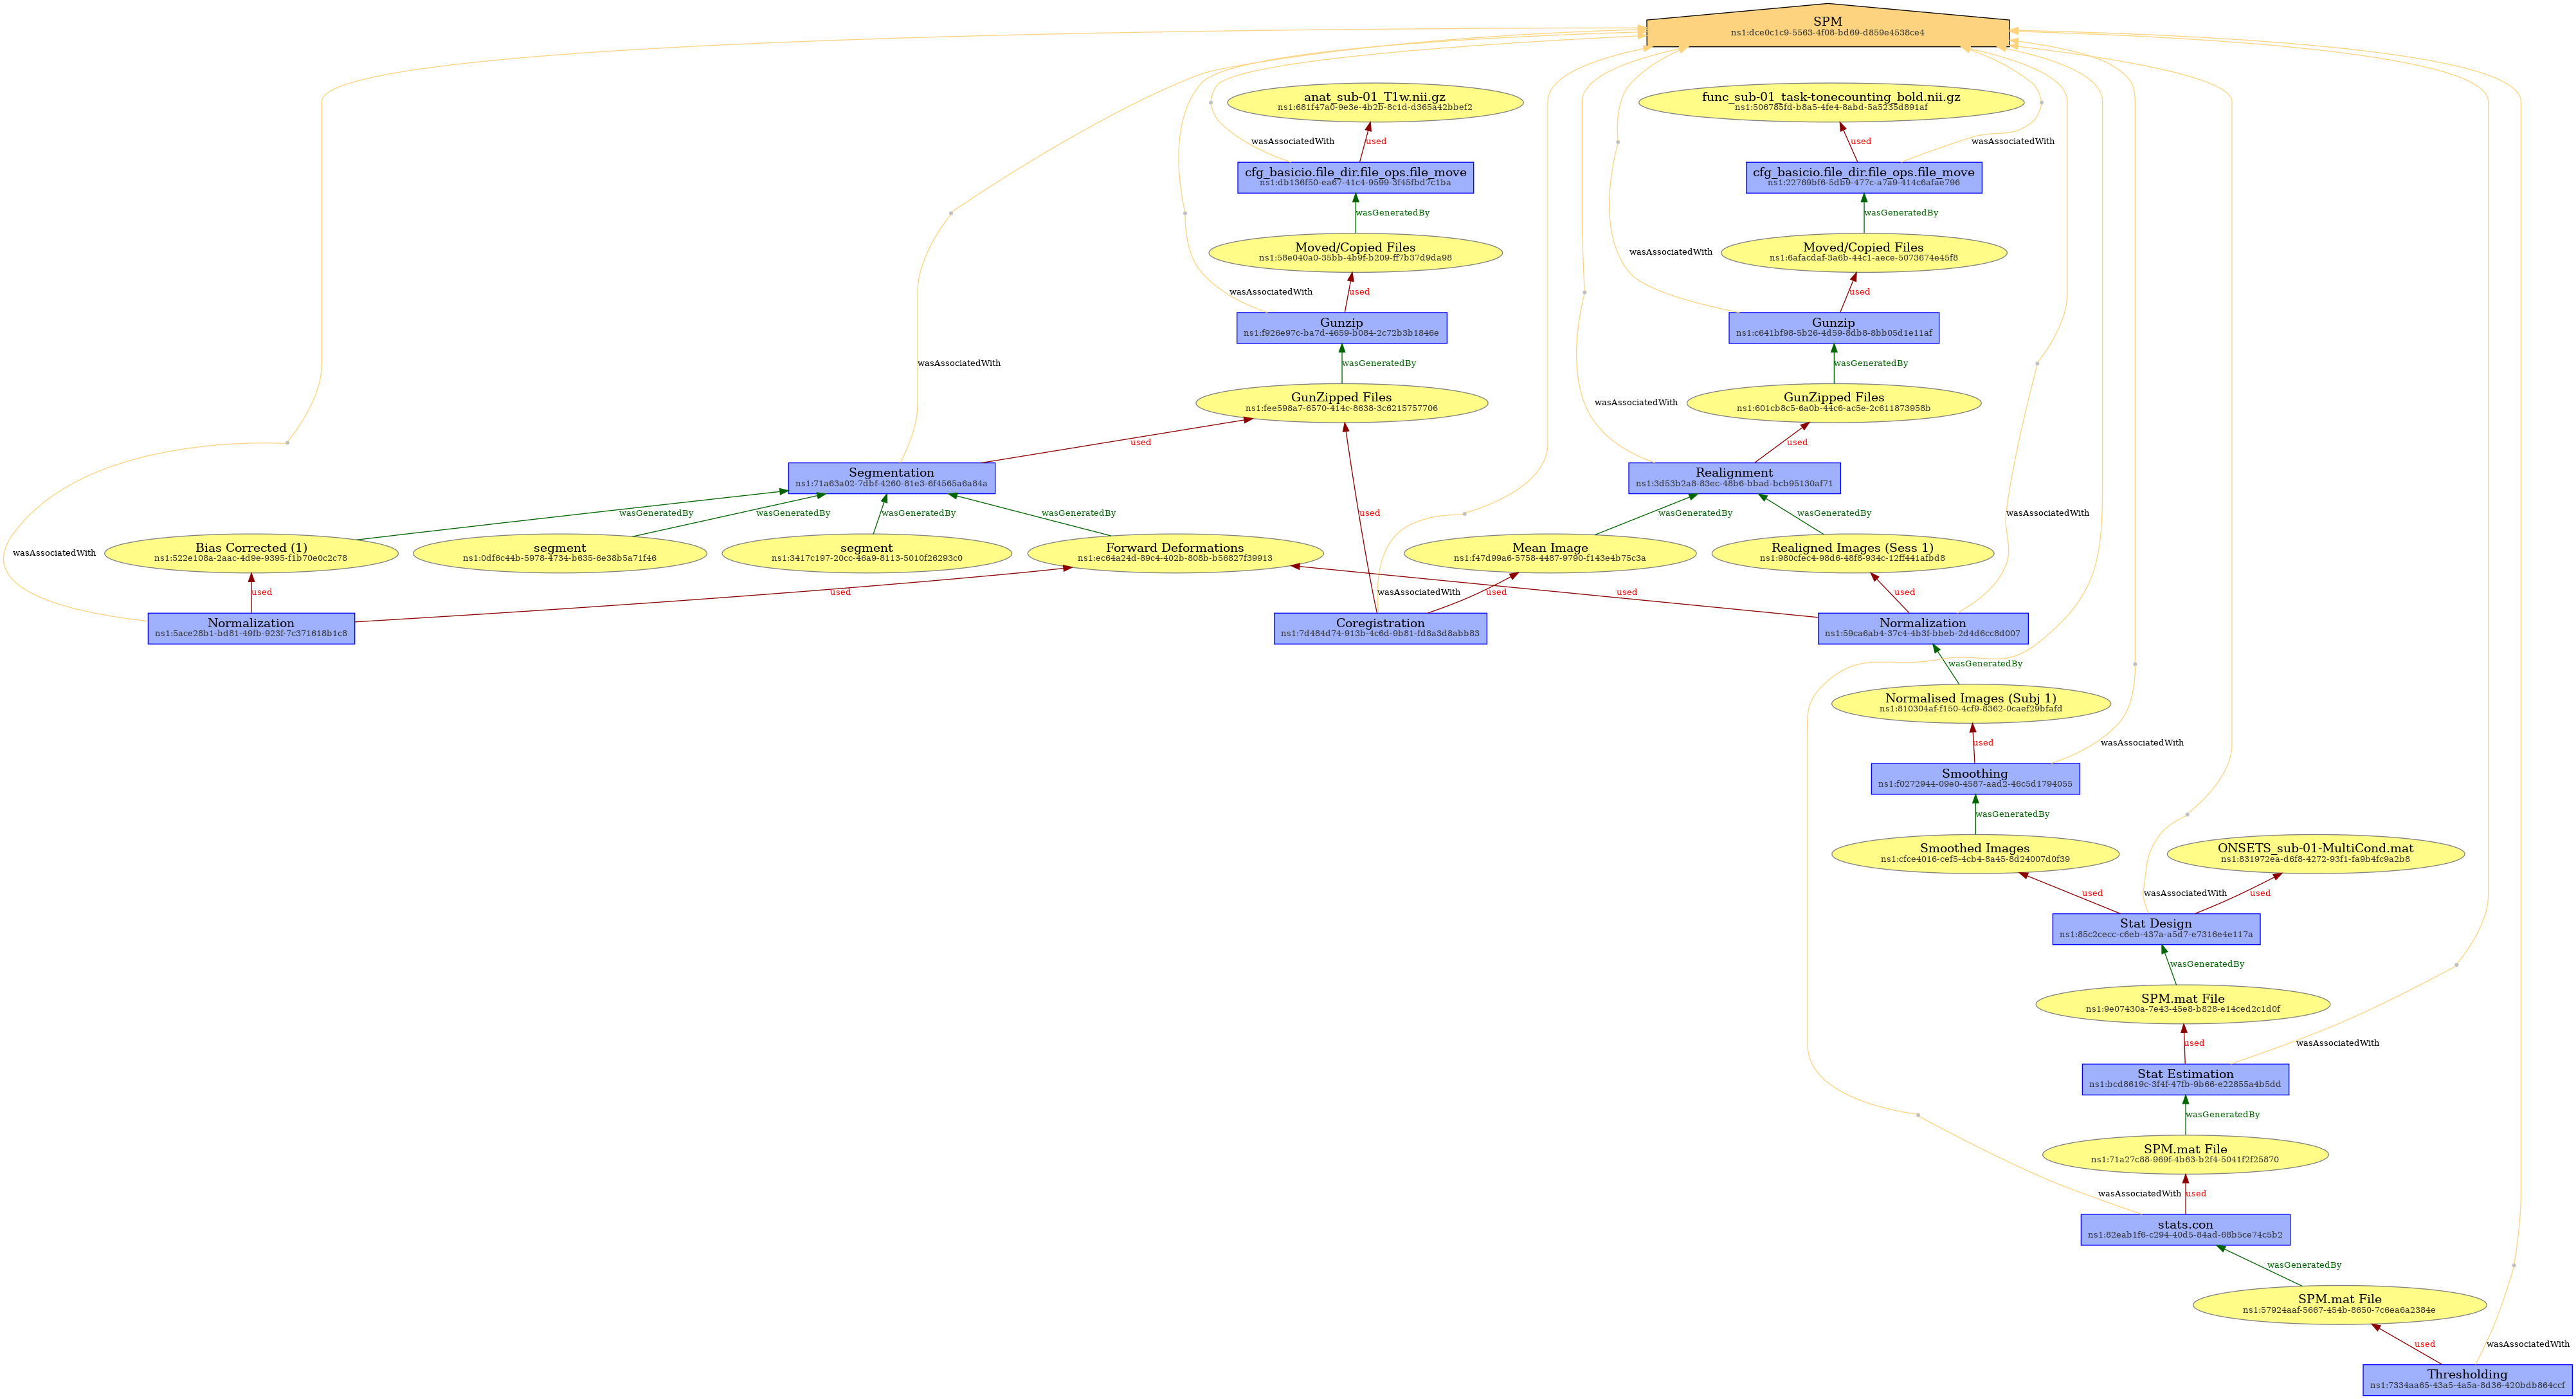 SPM
ns1:dce0c1c9-5563-4f08-bd69-d859e4538ce4
anat_sub-01_T1w.nii.gz
ns1:681f47a0-9e3e-4b2b-8c1d-d365a42bbef2
func_sub-01_task-tonecounting_bold.nii.gz
ns1:506785fd-b8a5-4fe4-8abd-5a5235d891af
wasAssociatedWith
used
used
wasAssociatedWith
cfg_basicio.file_dir.file_ops.file_move
ns1:db136f50-ea67-41c4-9599-3f45fbd7c1ba
cfg_basicio.file_dir.file_ops.file_move
ns1:22769bf6-5db9-477c-a7a9-414c6afae796
wasGeneratedBy
wasGeneratedBy
Moved/Copied Files
ns1:58e040a0-35bb-4b9f-b209-ff7b37d9da98
Moved/Copied Files
ns1:6afacdaf-3a6b-44c1-aece-5073674e45f8
wasAssociatedWith
wasAssociatedWith
used
used
Gunzip
ns1:f926e97c-ba7d-4659-b084-2c72b3b1846e
Gunzip
ns1:c641bf98-5b26-4d59-8db8-8bb05d1e11af
wasAssociatedWith
wasGeneratedBy
wasGeneratedBy
GunZipped Files
ns1:fee598a7-6570-414c-8638-3c6215757706
GunZipped Files
ns1:601cb8c5-6a0b-44c6-ac5e-2c611873958b
wasAssociatedWith
used
used
Segmentation
ns1:71a63a02-7dbf-4260-81e3-6f4565a6a84a
Realignment
ns1:3d53b2a8-83ec-48b6-bbad-bcb95130af71
wasGeneratedBy
wasGeneratedBy
wasGeneratedBy
wasGeneratedBy
used
wasGeneratedBy
wasGeneratedBy
wasAssociatedWith
wasAssociatedWith
Bias Corrected (1)
ns1:522e108a-2aac-4d9e-9395-f1b70e0c2c78
segment
ns1:0df6c44b-5978-4734-b635-6e38b5a71f46
segment
ns1:3417c197-20cc-46a9-8113-5010f26293c0
Forward Deformations
ns1:ec64a24d-89c4-402b-808b-b56827f39913
Mean Image
ns1:f47d99a6-5758-4487-9790-f143e4b75c3a
Realigned Images (Sess 1)
ns1:980cfec4-98d6-48f8-934c-12ff441afbd8
used
used
wasAssociatedWith
used
used
used
Normalization
ns1:5ace28b1-bd81-49fb-923f-7c371618b1c8
Coregistration
ns1:7d484d74-913b-4c6d-9b81-fd8a3d8abb83
Normalization
ns1:59ca6ab4-37c4-4b3f-bbeb-2d4d6cc8d007
wasGeneratedBy
Normalised Images (Subj 1)
ns1:810304af-f150-4cf9-8362-0caef29bfafd
used
wasAssociatedWith
Smoothing
ns1:f0272944-09e0-4587-aad2-46c5d1794055
wasGeneratedBy
Smoothed Images
ns1:cfce4016-cef5-4cb4-8a45-8d24007d0f39
ONSETS_sub-01-MultiCond.mat
ns1:831972ea-d6f8-4272-93f1-fa9b4fc9a2b8
used
wasAssociatedWith
used
Stat Design
ns1:85c2cecc-c6eb-437a-a5d7-e7316e4e117a
wasGeneratedBy
SPM.mat File
ns1:9e07430a-7e43-45e8-b828-e14ced2c1d0f
used
wasAssociatedWith
Stat Estimation
ns1:bcd8619c-3f4f-47fb-9b66-e22855a4b5dd
wasGeneratedBy
SPM.mat File
ns1:71a27c88-969f-4b63-b2f4-5041f2f25870
wasAssociatedWith
used
stats.con
ns1:82eab1f6-c294-40d5-84ad-68b5ce74c5b2
wasGeneratedBy
SPM.mat File
ns1:57924aaf-5667-454b-8650-7c6ea6a2384e
used
wasAssociatedWith
Thresholding
ns1:7334aa65-43a5-4a5a-8d36-420bdb864ccf